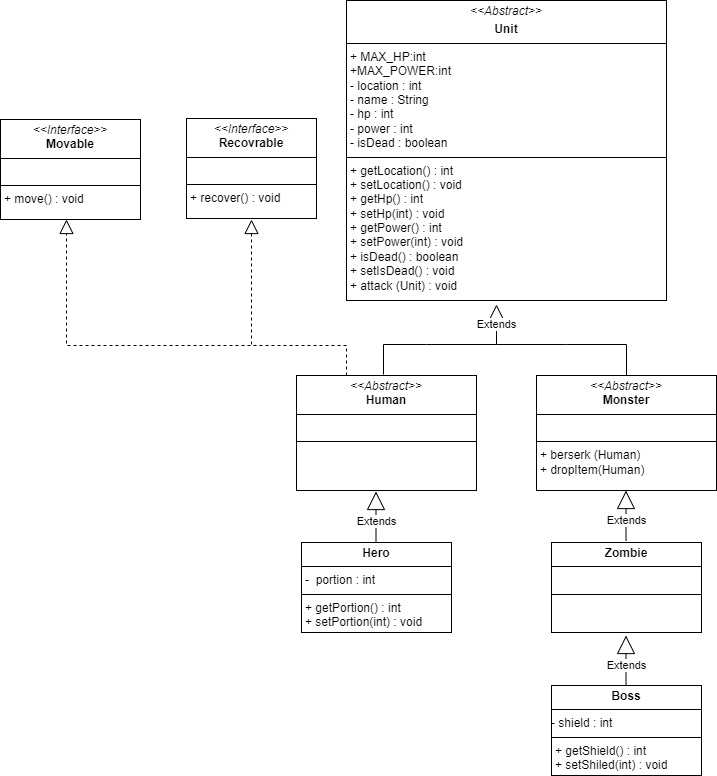 <<Abstract>>
Unit
+ MAX_HP:int
+MAX_POWER:int
- location : int
- name : String
- hp : int
- power : int
- isDead : boolean
+ getLocation() : int
+ setLocation() : void
+ getHp() : int
+ setHp(int) : void
+ getPower() : int
+ setPower(int) : void
+ isDead() : boolean
+ setIsDead() : void
+ attack (Unit) : void
<<Interface>>
Movable
+ move() : void
<<Interface>>
Recovrable
+ recover() : void
Extends
<<Abstract>>
Human
<<Abstract>>
Monster
+ berserk (Human)
+ dropItem(Human)
Extends
Extends
Hero
- portion : int
+ getPortion() : int
+ setPortion(int) : void
Zombie
Extends
Boss
- shield : int
+ getShield() : int
+ setShiled(int) : void